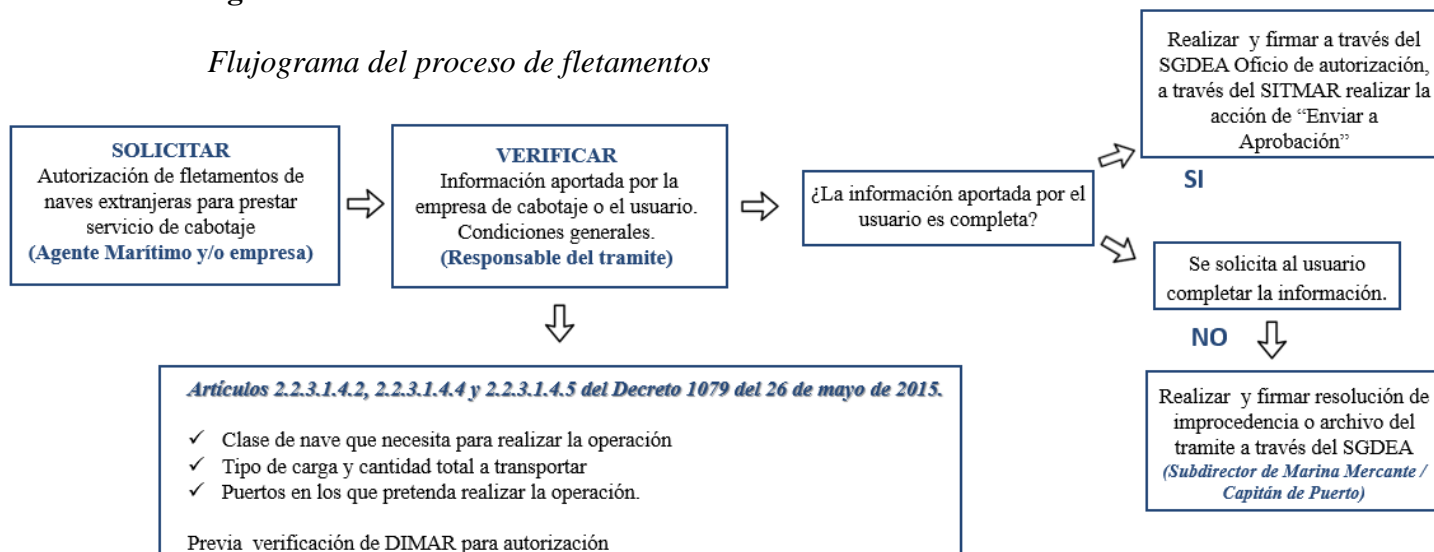 Flujograma del proceso de fletamentos
SOLICITAR
Autorización de fletamentos de
naves extranjeras para prestar
servicio de cabotaje
(Agente Marítimo y/o empresa)
VERIFICAR
Información aportada por la
empresa de cabotaje o el usuario.
Condiciones generales.
(Responsable del tramite)
¿La información aportada por el
usuario es completa?
Realizar y firmar a través del
SGDEA Oficio de autorización,
a través del SITMAR realizar la
acción de “Enviar a
Aprobación”
SI
Se solicita al usuario
completar la información.
NO
Realizar y firmar resolución de
improcedencia o archivo del
tramite a través del SGDEA
(Subdirector de Marina Mercante /
Capitán de Puerto)
Artículos 2.2.3.1.4.2, 2.2.3.1.4.4 y 2.2.3.1.4.5 del Decreto 1079 del 26 de mayo de 2015.
✓ Clase de nave que necesita para realizar la operación
✓ Tipo de carga y cantidad total a transportar
✓ Puertos en los que pretenda realizar la operación.
Previa verificación de DIMAR para autorización